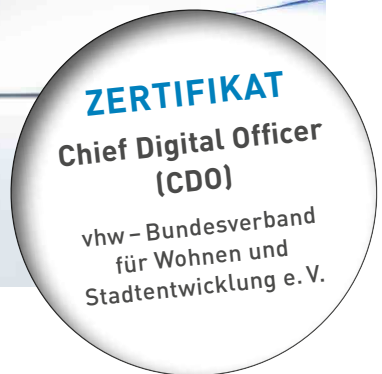 ZERTIFIKAT
Chief Digital Officer
(CDO)
vhw – Bundesverband
für Wohnen und
Stadtentwicklung e. V.